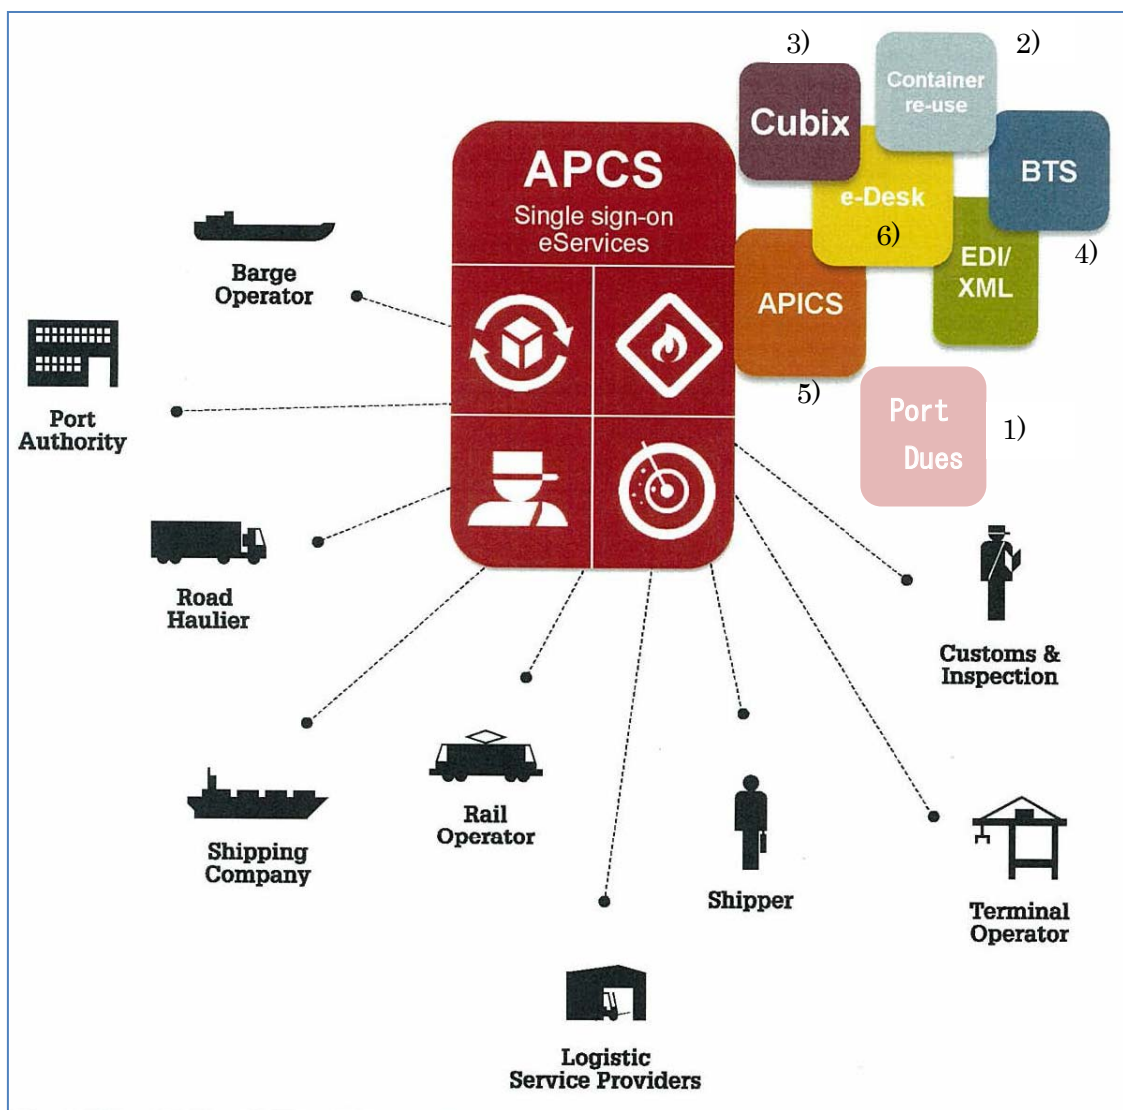 3)
2)
Cubix
Container
re-use
BTS
e-Desk
6)
4)
EDI/
XML
APICS
5)
Port
Dues
1)
APCS
Single sign-on
eServices
Barge
Operator
Port
Authority
Road
Haulier
Shipping
Company
Rail
Operator
Logistic
Service Providers
Shipper
Terminal
Operator
Customs &
Inspection